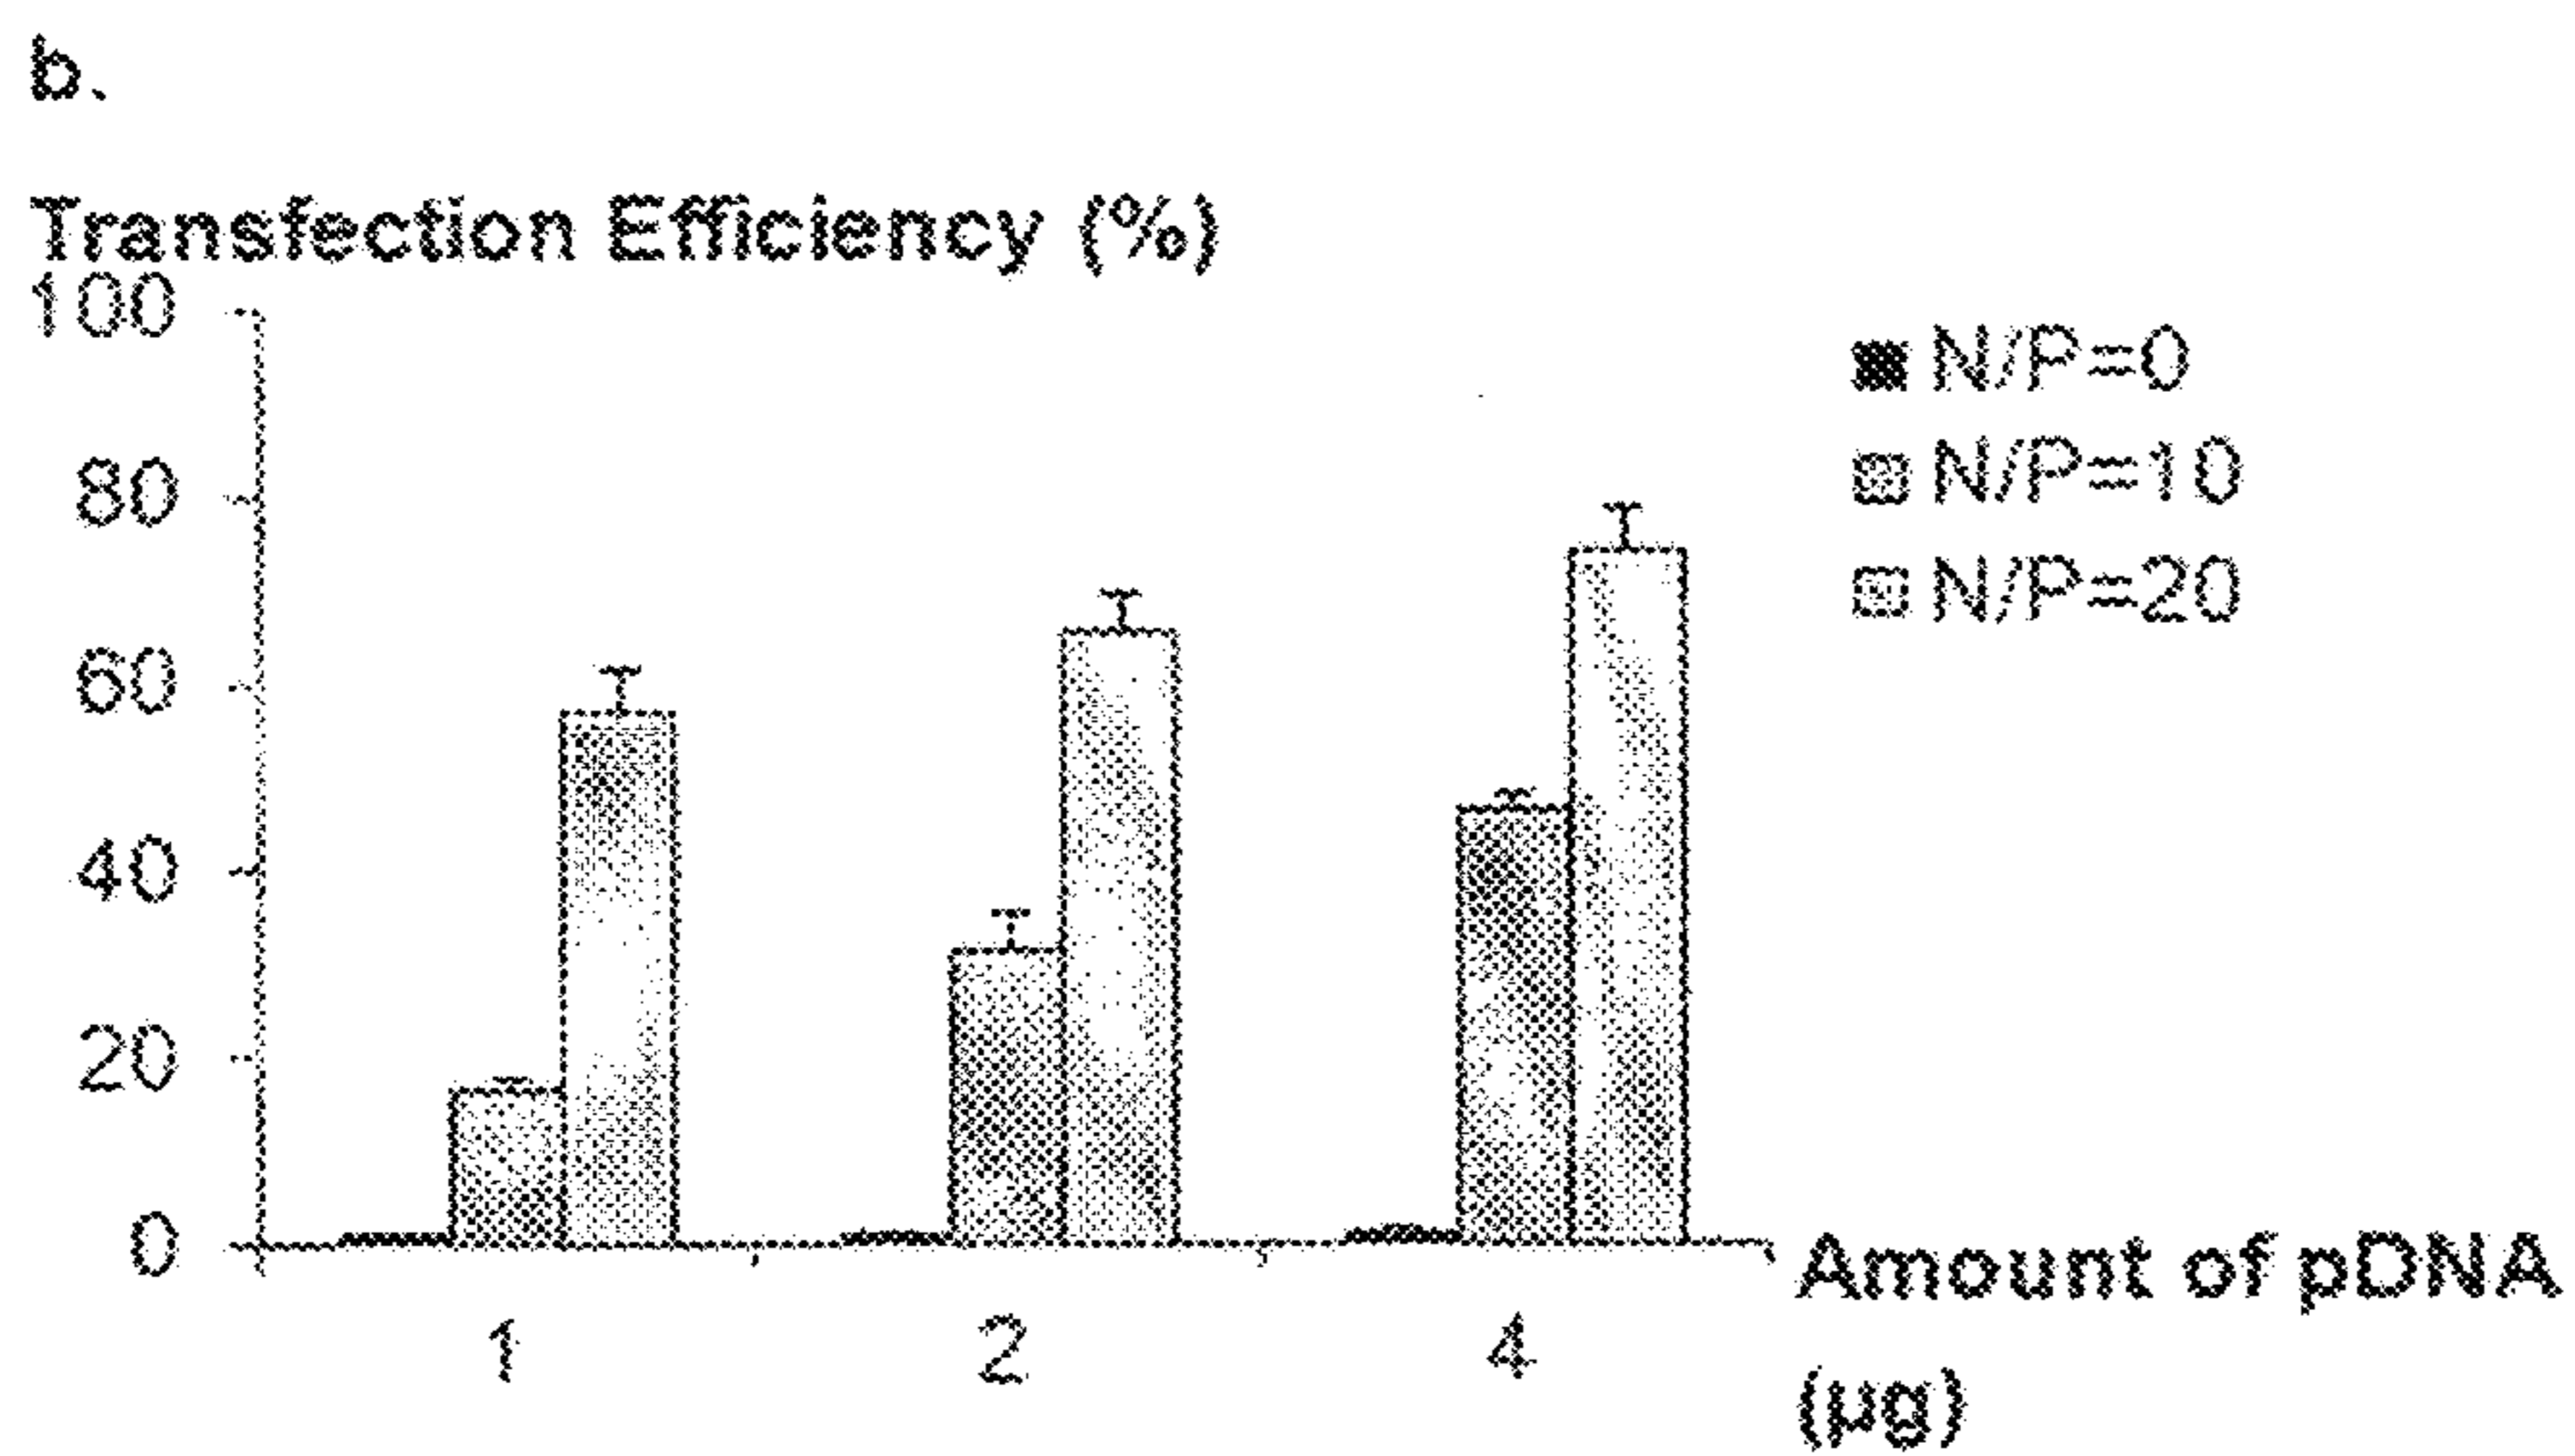 b.
Transfection Efficiency (%)
100
80
60
40
20
0
1
2
4
Amount of pDNA
(µg)
N/P=0
N/P=10
N/P=20